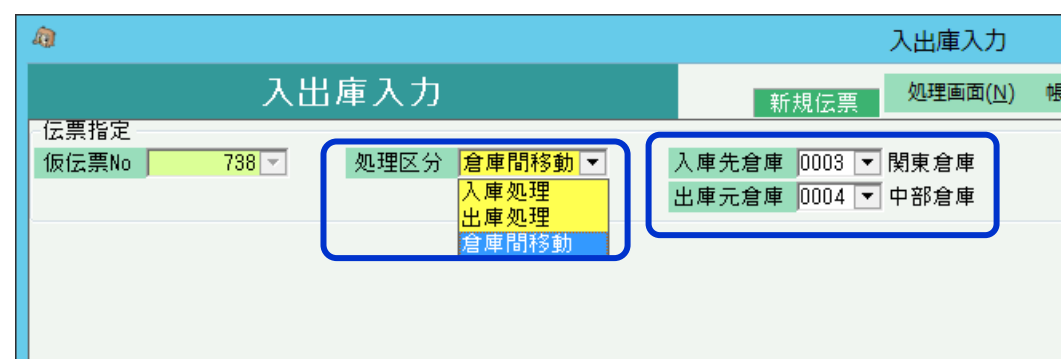 入出庫入力
入出庫入力
新規伝票 処理画面(N)
伝票指定
仮伝票No 738 処理区分 倉庫間移動 入庫先倉庫 0003 関東倉庫
入庫処理 出庫元倉庫 0004 中部倉庫
出庫処理
倉庫間移動